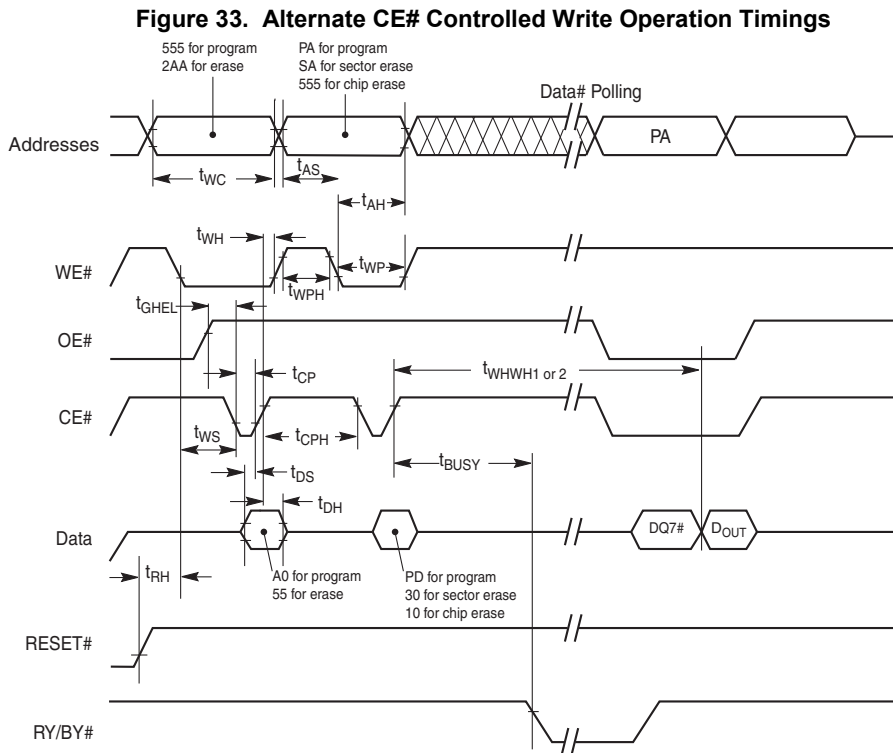 Figure 33. Alternate CE# Controlled Write Operation Timings
555 for program
2AA for erase
PA for program
SA for sector erase
555 for chip erase
Data# Polling
Addresses
PA
tWC
tAS
tAH
tWH
WE#
tWP
tWPH
tGHEL
OE#
tWHWH1 or 2
tCP
CE#
tWS
tCPH
tBUSY
tDS
tDH
Data
DQ7#
DOUT
tRH
A0 for program
55 for erase
PD for program
30 for sector erase
10 for chip erase
RESET#
RY/BY#